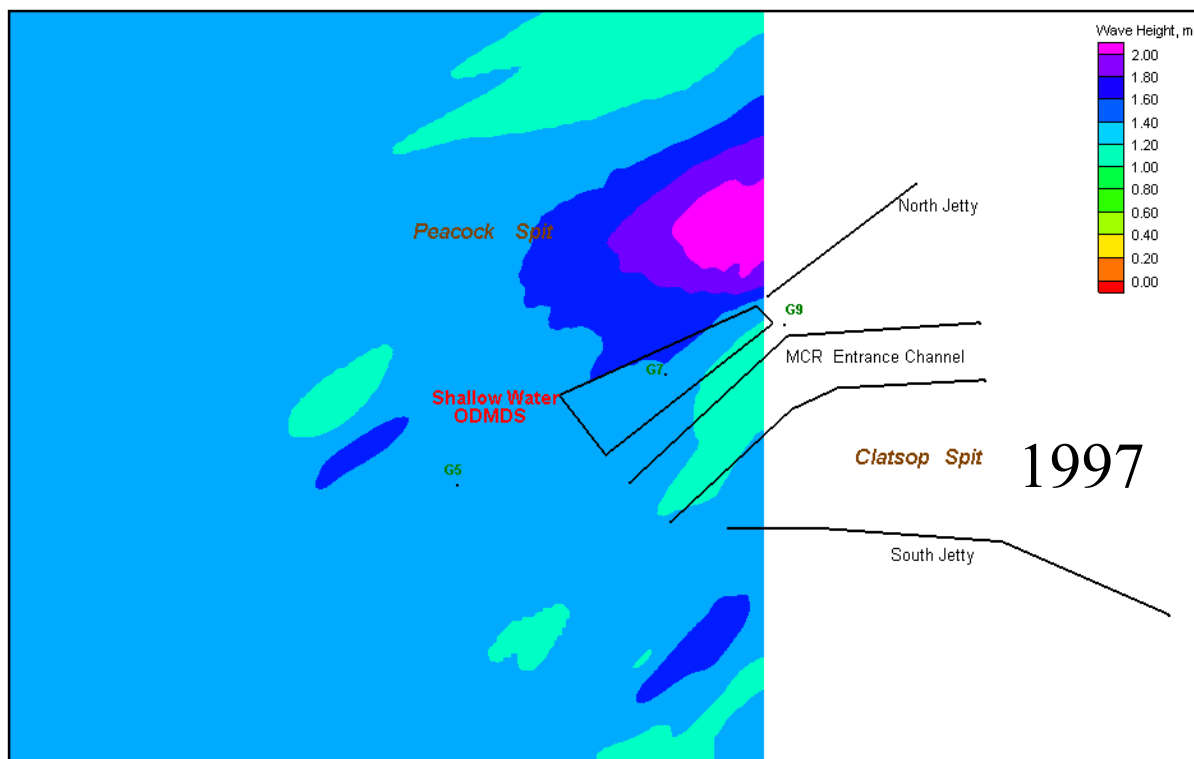 Wave Height, m
2.00
1.80
1.60
1.40
1.20
1.00
0.80
0.60
0.40
0.20
0.00
North Jetty
Peacock Spit
G9
MCR Entrance Channel
G7
Shallow Water
ODMDS
Clatsop Spit
1997
G5
South Jetty